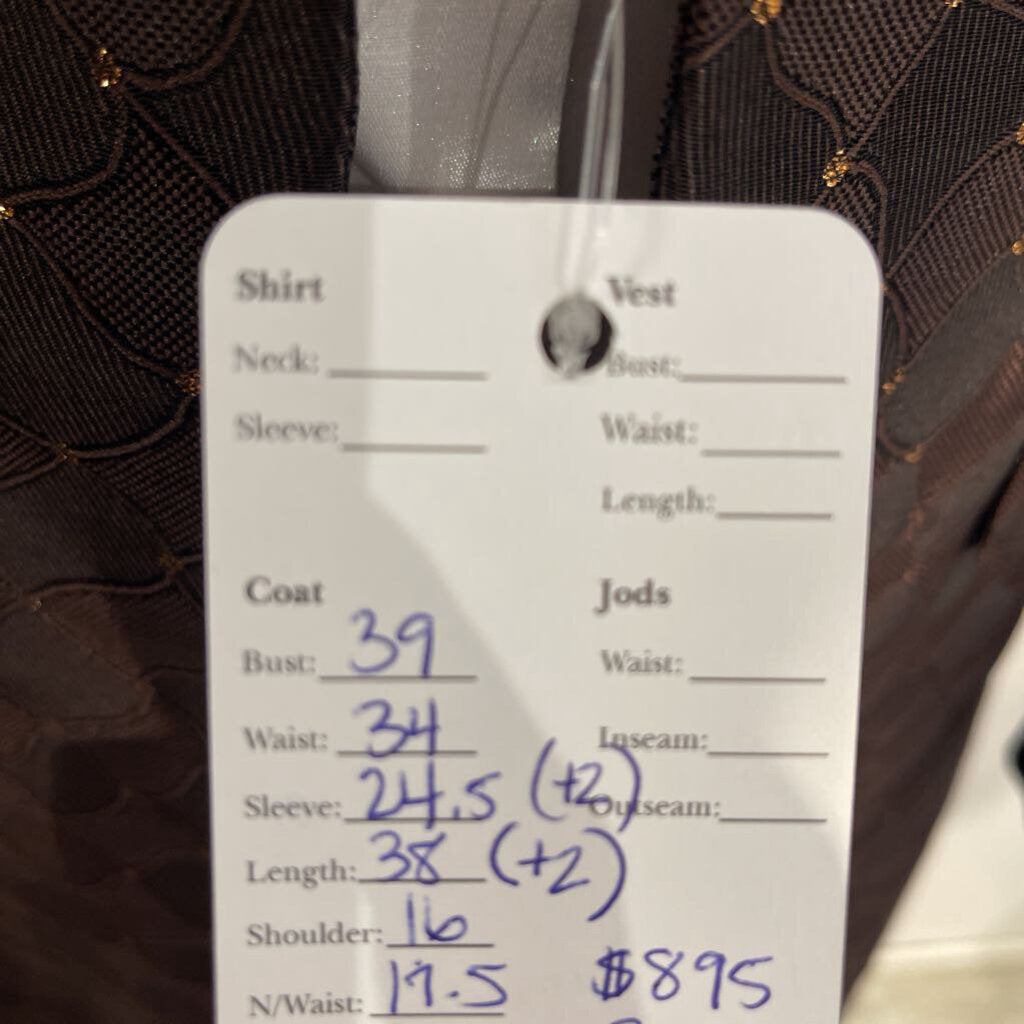 Shirt
Vest
Neck:
Bust:
Sleeve:
Waist:
Length:
Coat
Jods
Bust: 39
Waist:
Waist: 34
Inseam:
Sleeve: 24.5 (+2)
Outseam:
Length: 38 (+2)
Shoulder: 16
N/Waist: 17.5
$895